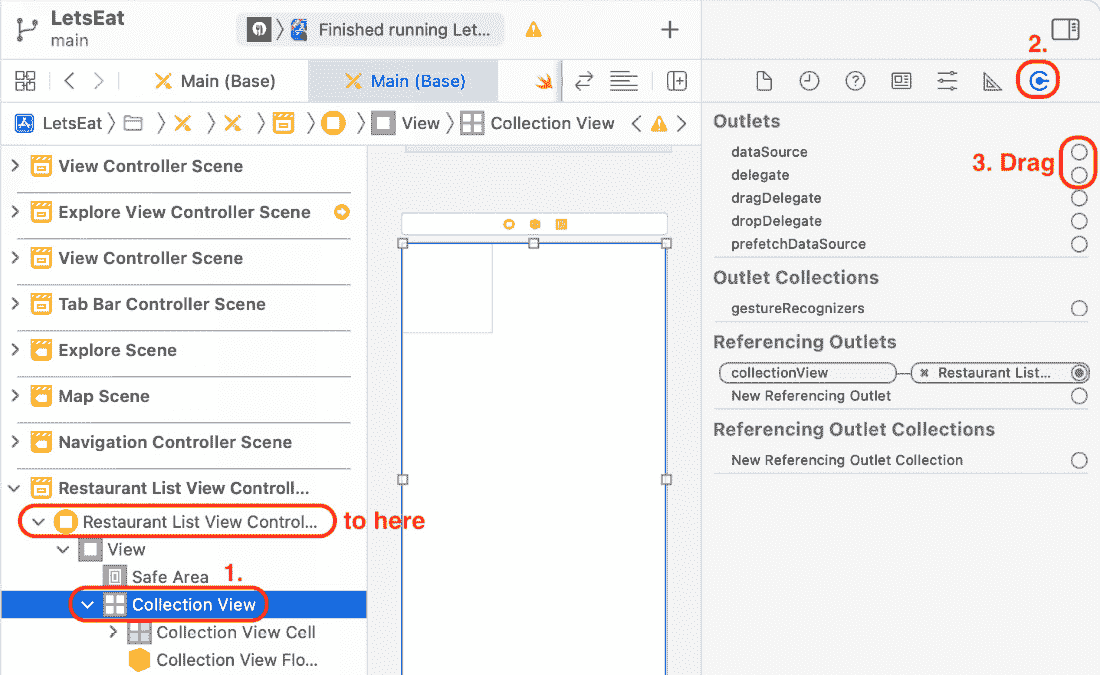 LetsEat
main
Finished running Let...
2.
Main (Base)
Main (Base)
LetsEat
View
Collection View
View Controller Scene
Explore View Controller Scene
View Controller Scene
Tab Bar Controller Scene
Explore Scene
Map Scene
Navigation Controller Scene
Restaurant List View Controll...
Restaurant List View Control...
to here
View
Safe Area
1.
Collection View
Collection View Cell
Collection View Flo...
Outlets
dataSource
3. Drag
delegate
dragDelegate
dropDelegate
prefetchDataSource
Outlet Collections
gestureRecognizers
Referencing Outlets
collectionView
Restaurant List...
New Referencing Outlet
Referencing Outlet Collections
New Referencing Outlet Collection